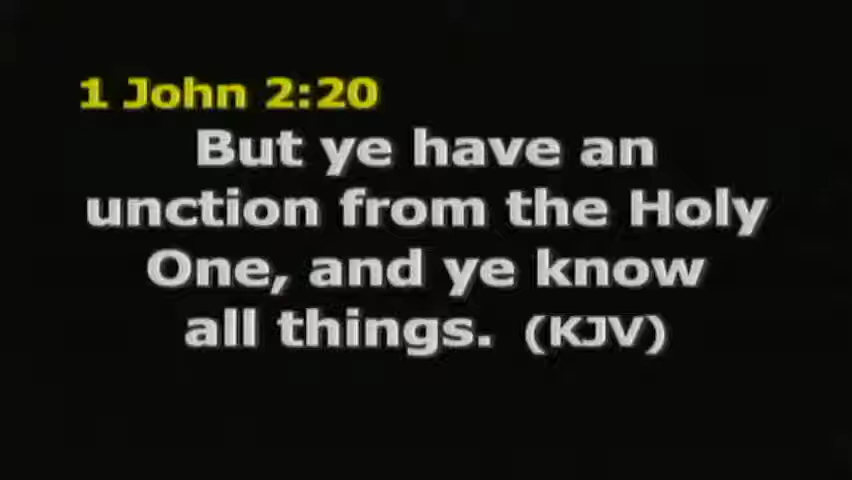 1 John 2:20
But ye have an
unction from the Holy
One, and ye know
all things. (KJV)